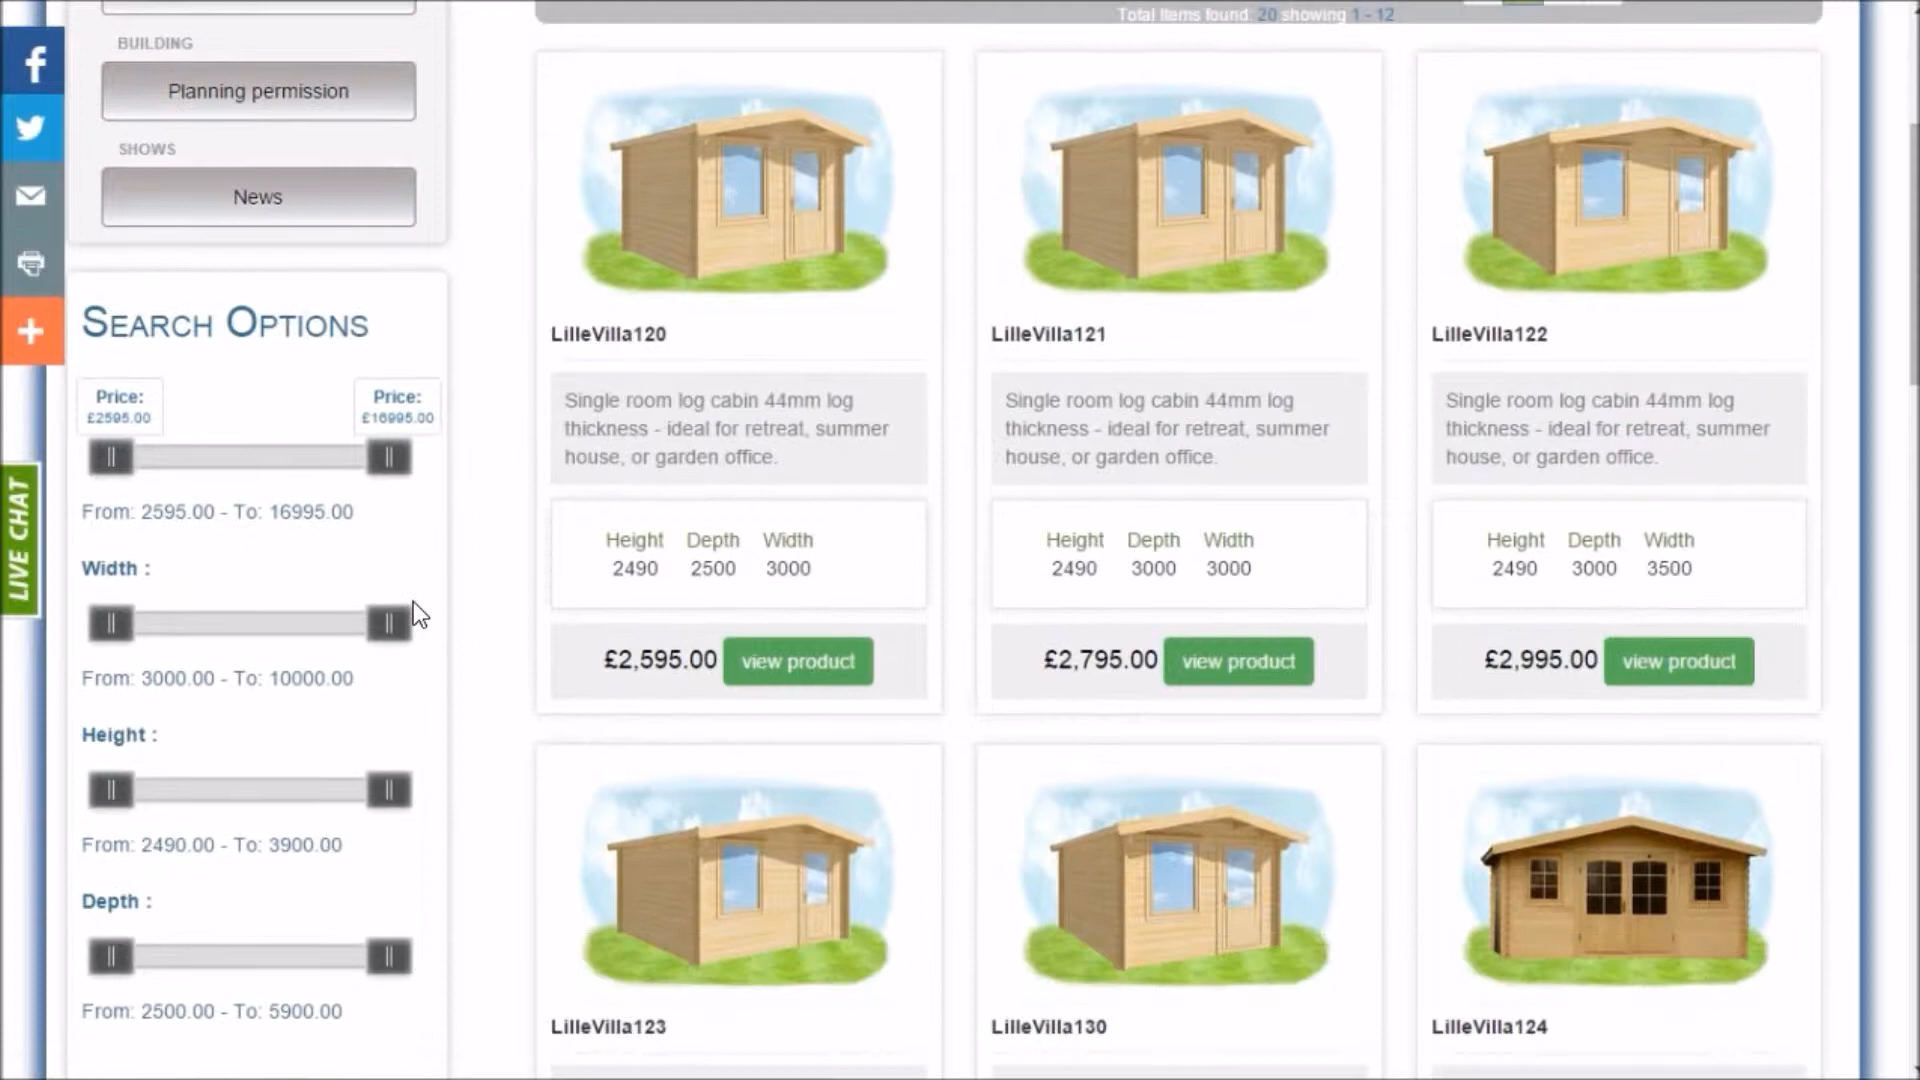 Total Items found: 20 showing 1 - 12
BUILDING
Planning permission
SHOWS
News
SEARCH OPTIONS
Price:
£2595.00
Price:
£16995.00
From: 2595.00 - To: 16995.00
Width :
From: 3000.00 - To: 10000.00
Height :
From: 2490.00 - To: 3900.00
Depth :
From: 2500.00 - To: 5900.00
LIVE CHAT
LilleVilla120
Single room log cabin 44mm log
thickness - ideal for retreat, summer
house, or garden office.
Height Depth Width
2490 2500 3000
£2,595.00 view product
LilleVilla121
Single room log cabin 44mm log
thickness - ideal for retreat, summer
house, or garden office.
Height Depth Width
2490 3000 3000
£2,795.00 view product
LilleVilla122
Single room log cabin 44mm log
thickness - ideal for retreat, summer
house, or garden office.
Height Depth Width
2490 3000 3500
£2,995.00 view product
LilleVilla123
LilleVilla130
LilleVilla124